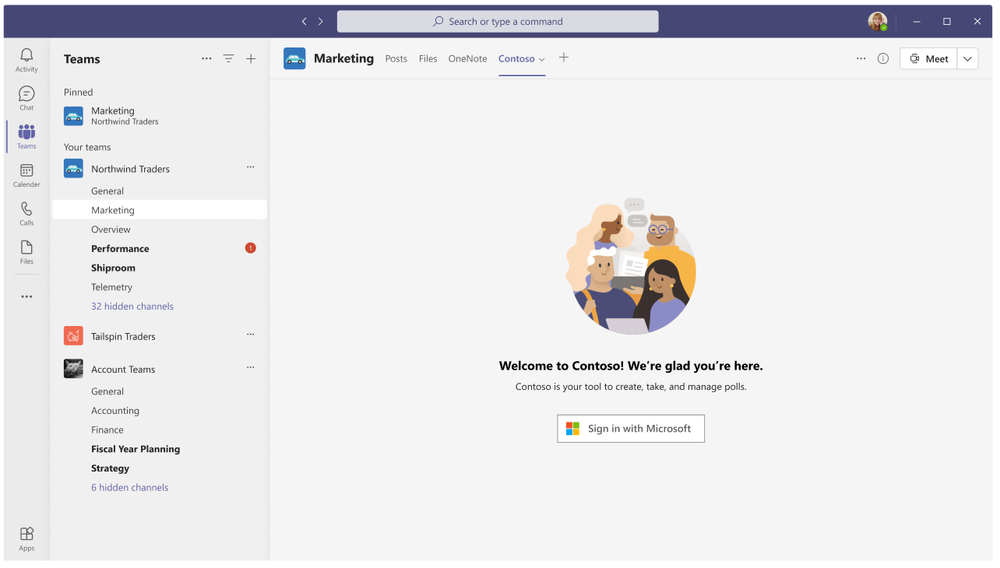 Search or type a command
Activity
Chat
Teams
Calender
Calls
Files
Apps
Teams
Pinned
Marketing
Northwind Traders
Your teams
Northwind Traders
General
Marketing
Overview
Performance 1
Shiproom
Telemetry
32 hidden channels
Tailspin Traders
Account Teams
General
Accounting
Finance
Fiscal Year Planning
Strategy
6 hidden channels
Marketing Posts Files OneNote Contoso
Meet
Welcome to Contoso! We’re glad you’re here.
Contoso is your tool to create, take, and manage polls.
Sign in with Microsoft